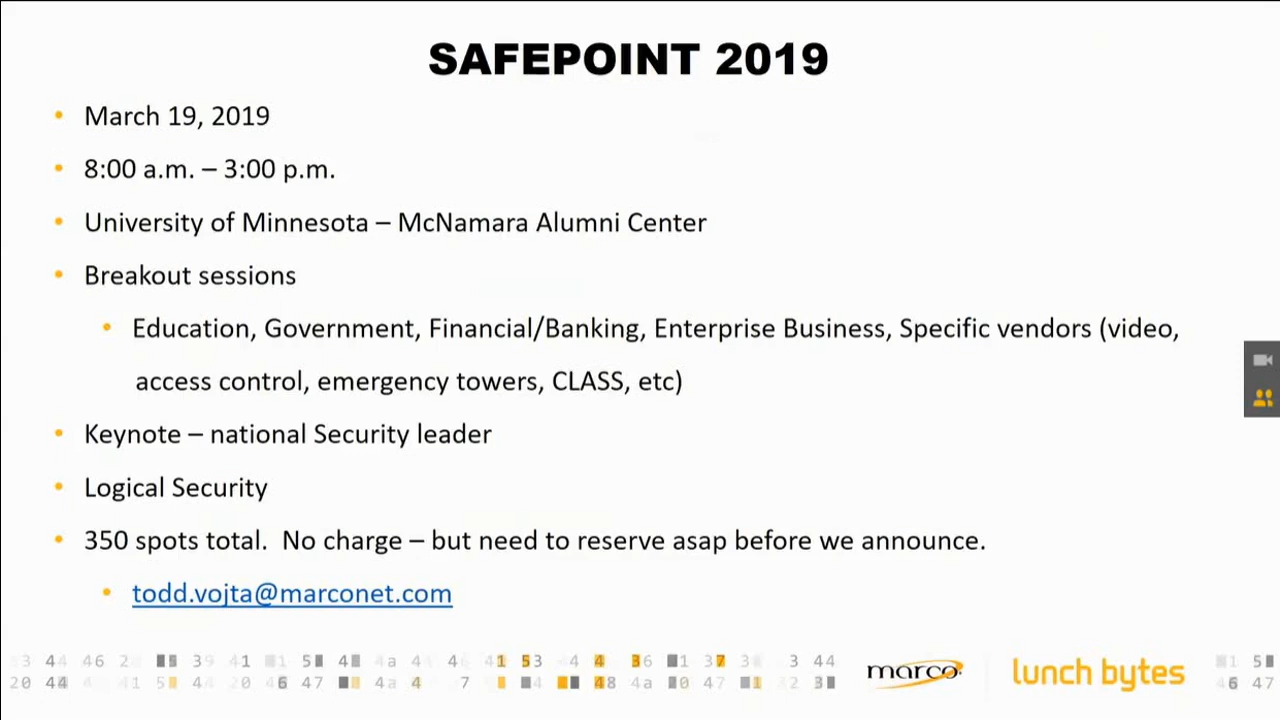 SAFEPOINT 2019
• March 19, 2019
• 8:00 a.m. – 3:00 p.m.
• University of Minnesota – McNamara Alumni Center
• Breakout sessions
• Education, Government, Financial/Banking, Enterprise Business, Specific vendors (video,
access control, emergency towers, CLASS, etc)
• Keynote – national Security leader
• Logical Security
• 350 spots total.  No charge – but need to reserve asap before we announce.
• todd.vojta@marconet.com
marco
lunch bytes